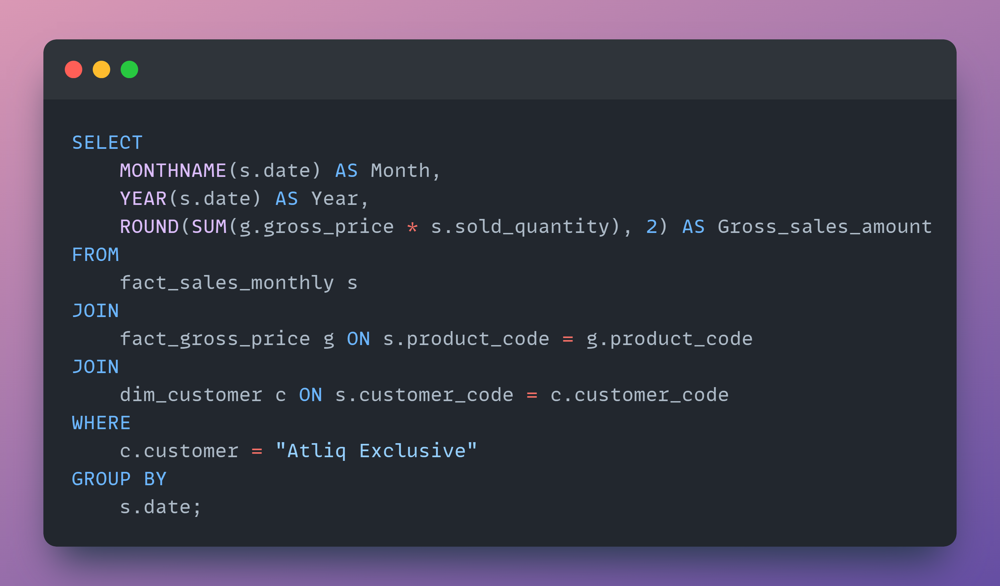 SELECT
    MONTHNAME(s.date) AS Month,
    YEAR(s.date) AS Year,
    ROUND(SUM(g.gross_price * s.sold_quantity), 2) AS Gross_sales_amount
FROM
    fact_sales_monthly s
JOIN
    fact_gross_price g ON s.product_code = g.product_code
JOIN
    dim_customer c ON s.customer_code = c.customer_code
WHERE
    c.customer = "Atliq Exclusive"
GROUP BY
    s.date;